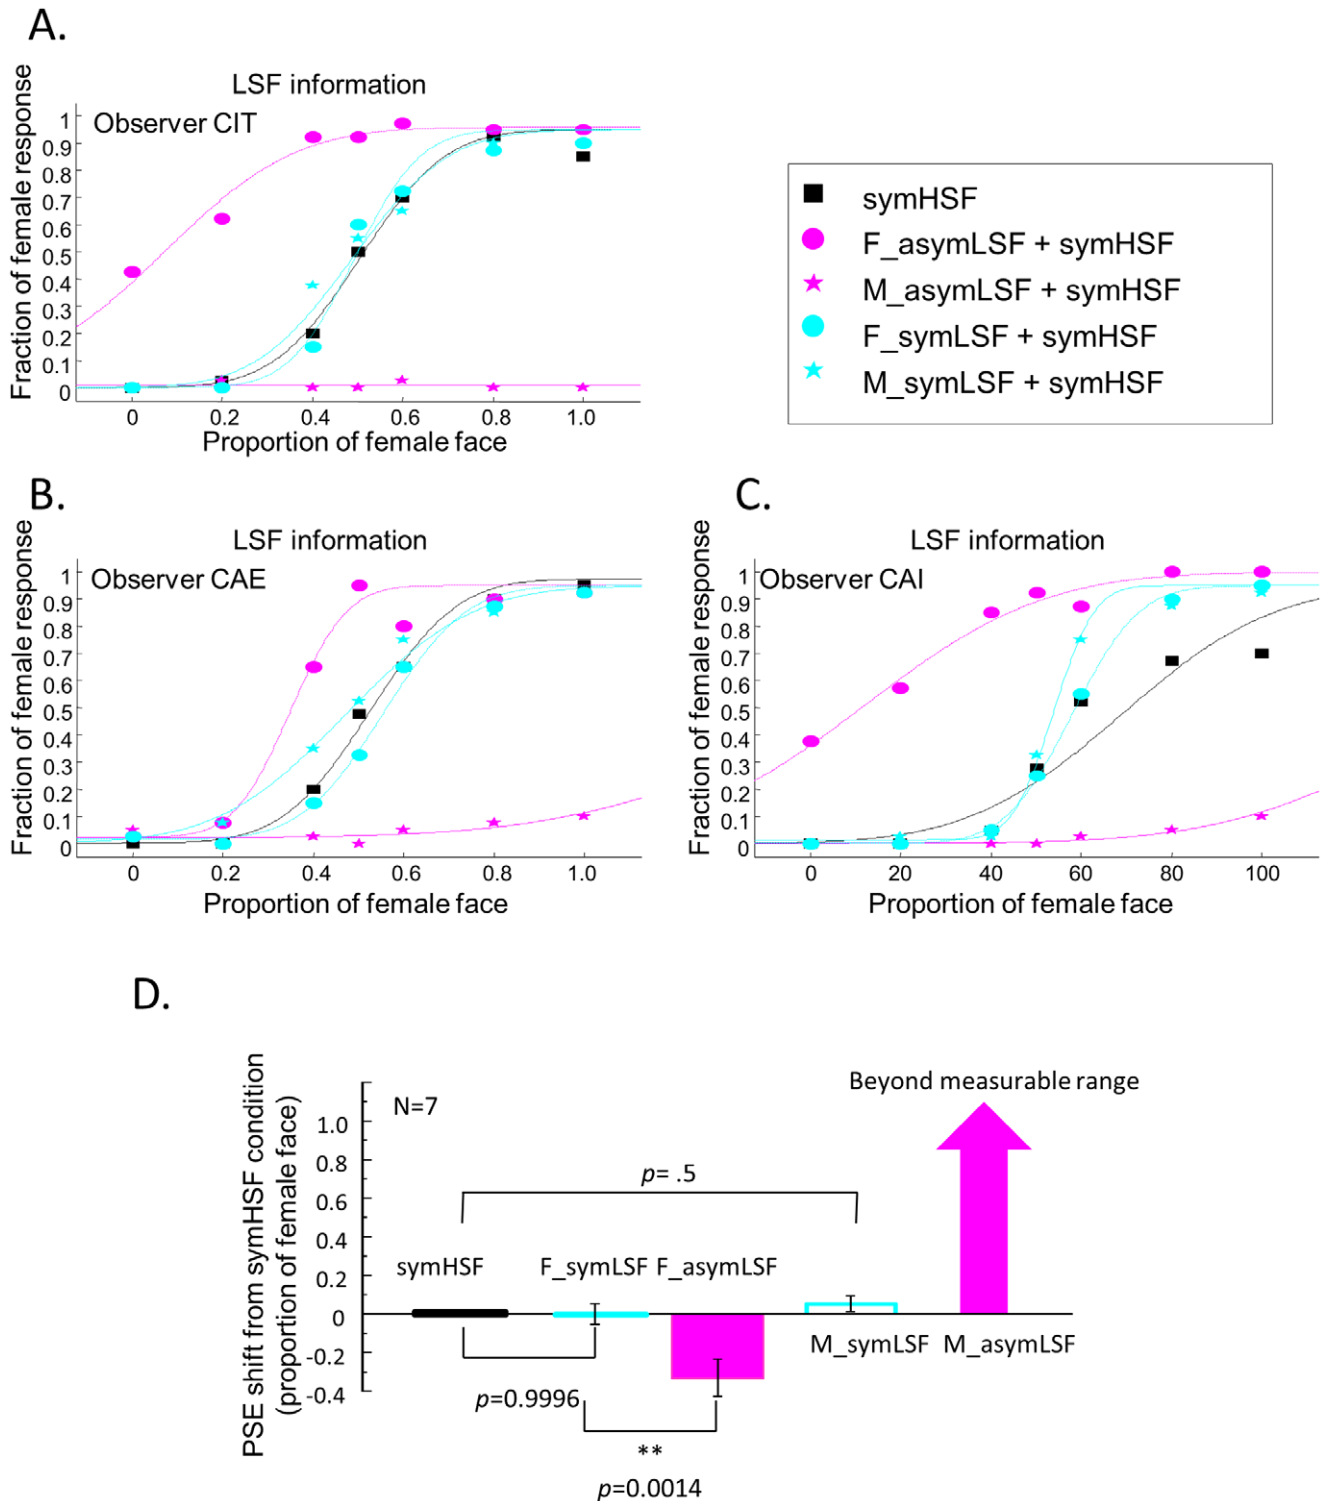 A.
LSF information
Observer CIT
Fraction of female response
1
0.9
0.8
0.7
0.6
0.5
0.4
0.3
0.2
0.1
0
0 0.2 0.4 0.6 0.8 1.0
Proportion of female face
symHSF
F_asymLSF + symHSF
M_asymLSF + symHSF
F_symLSF + symHSF
M_symLSF + symHSF
B.
LSF information
Observer CAE
Fraction of female response
1
0.9
0.8
0.7
0.6
0.5
0.4
0.3
0.2
0.1
0
0 0.2 0.4 0.6 0.8 1.0
Proportion of female face
C.
LSF information
Observer CAI
Fraction of female response
1
0.9
0.8
0.7
0.6
0.5
0.4
0.3
0.2
0.1
0
0 20 40 60 80 100
Proportion of female face
D.
PSE shift from symHSF condition
(proportion of female face)
1.0
0.8
0.6
0.4
0.2
0
-0.2
-0.4
N=7
Beyond measurable range
p= .5
symHSF F_symLSF F_asymLSF
M_symLSF M_asymLSF
p=0.9996
**
p=0.0014